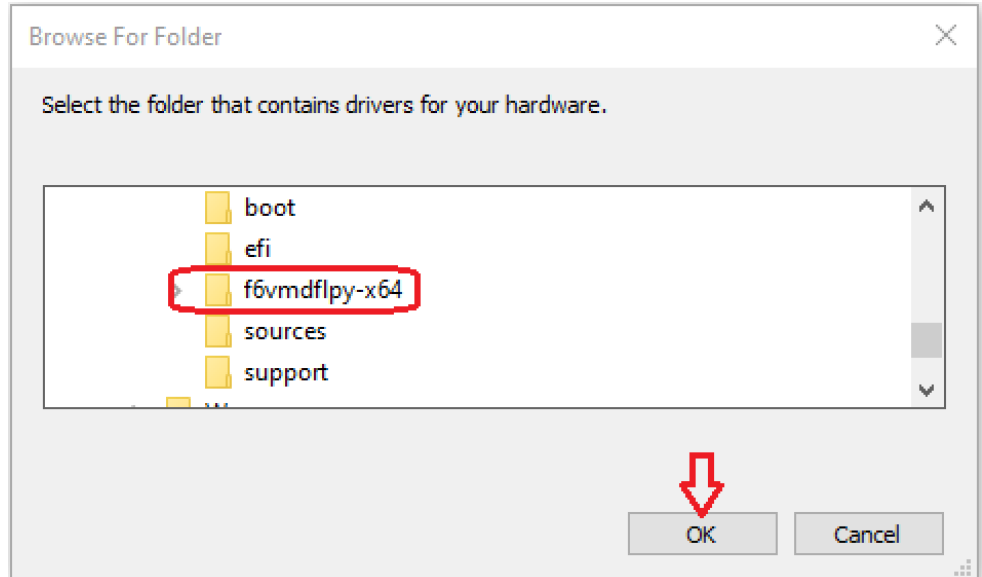 Browse For Folder
Select the folder that contains drivers for your hardware.
boot
efi
f6vmdflpy-x64
sources
support
OK Cancel